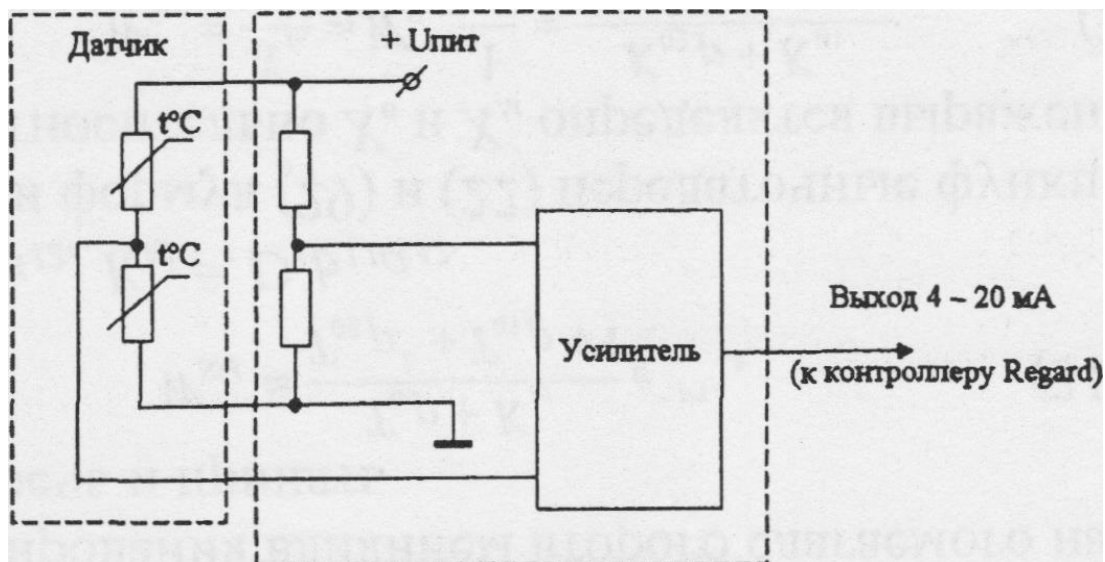 Датчик
+ Uпит
t°C
t°C
Усилитель
Выход 4 – 20 мА
(к контроллеру Regard)